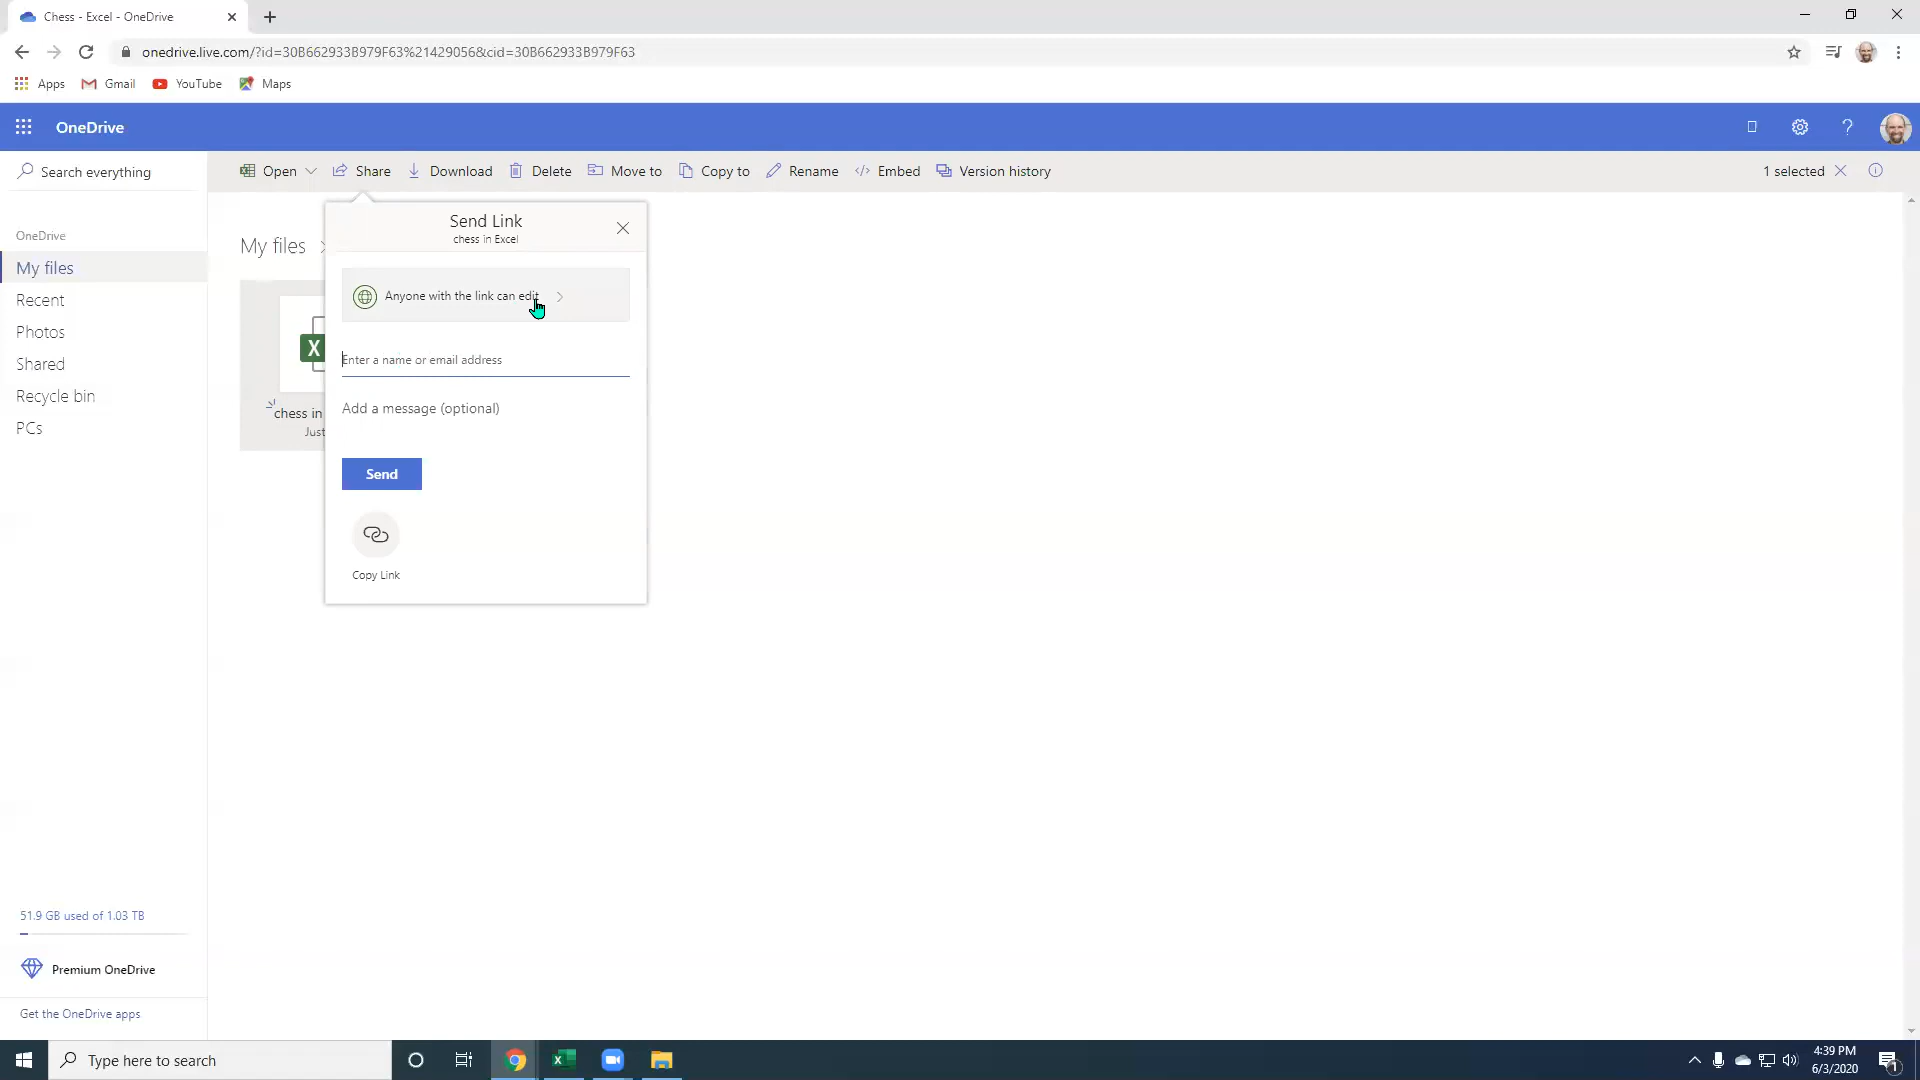 Chess - Excel - OneDrive
onedrive.live.com/?id=30B662933B979F63%21429056&cid=30B662933B979F63
Apps Gmail YouTube Maps
OneDrive ?
Search everything
Open Share Download Delete Move to Copy to Rename Embed Version history 1 selected
OneDrive
My files
Recent
Photos
Shared
Recycle bin
PCs
My files
X
chess in
Just
Send Link
chess in Excel
Anyone with the link can edit
Enter a name or email address
Add a message (optional)
Send
Copy Link
51.9 GB used of 1.03 TB
Premium OneDrive
Get the OneDrive apps
Type here to search
4:39 PM
6/3/2020
1